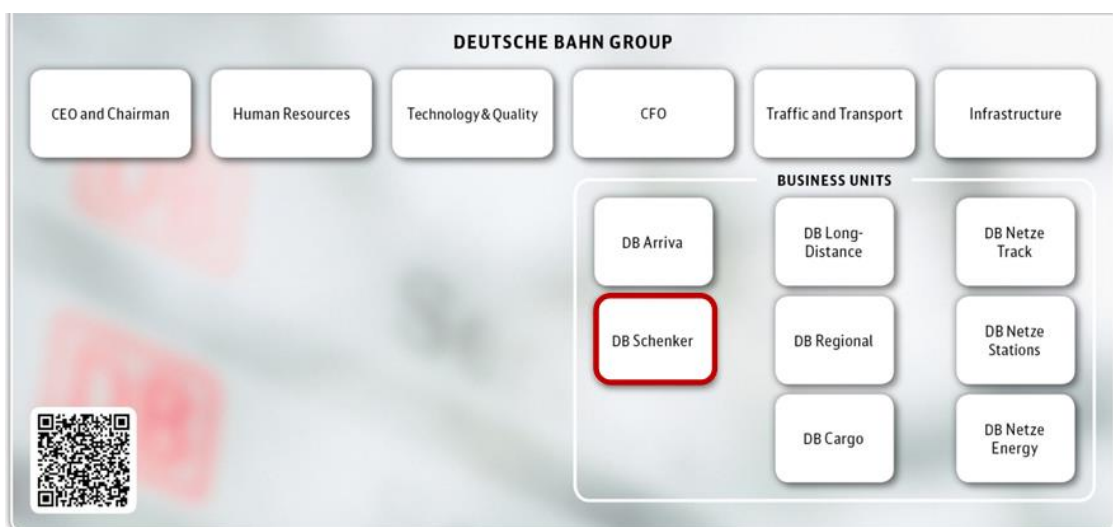 DEUTSCHE BAHN GROUP
CEO and Chairman
Human Resources
Technology & Quality
CFO
Traffic and Transport
Infrastructure
BUSINESS UNITS
DB Arriva
DB Long-
Distance
DB Netze
Track
DB Schenker
DB Regional
DB Netze
Stations
DB Cargo
DB Netze
Energy